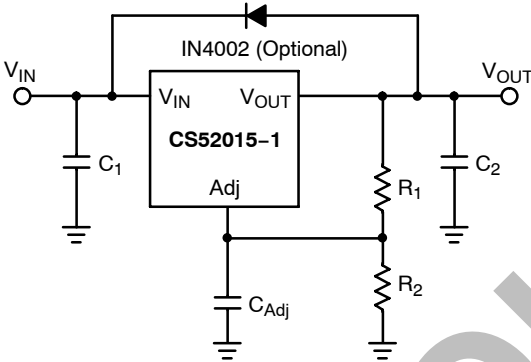 IN4002 (Optional)
V_IN
V_OUT
V_IN
V_OUT
CS52015−1
C_1
C_2
Adj
R_1
R_2
C_Adj